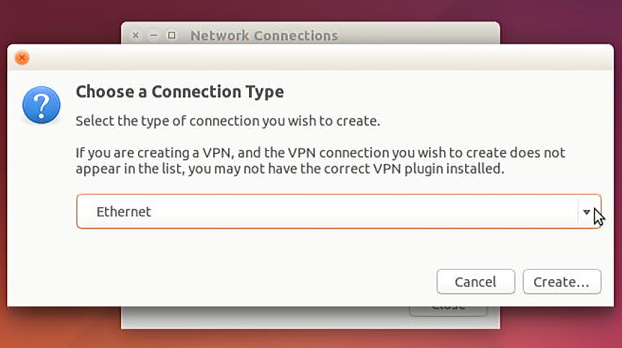 Network Connections
Choose a Connection Type
Select the type of connection you wish to create.
If you are creating a VPN, and the VPN connection you wish to create does not
appear in the list, you may not have the correct VPN plugin installed.
Ethernet
Cancel
Create...
Close